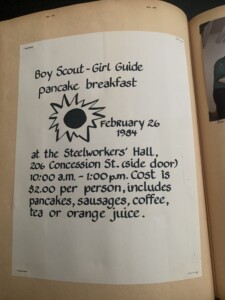 Boy Scout - Girl Guide
pancake breakfast
February 26
1984
at the Steelworkers' Hall,
206 Concession St. (side door)
10:00 a.m. - 1:00 p.m. Cost is
$2.00 per person, includes
pancakes, sausages, coffee,
tea or orange juice.